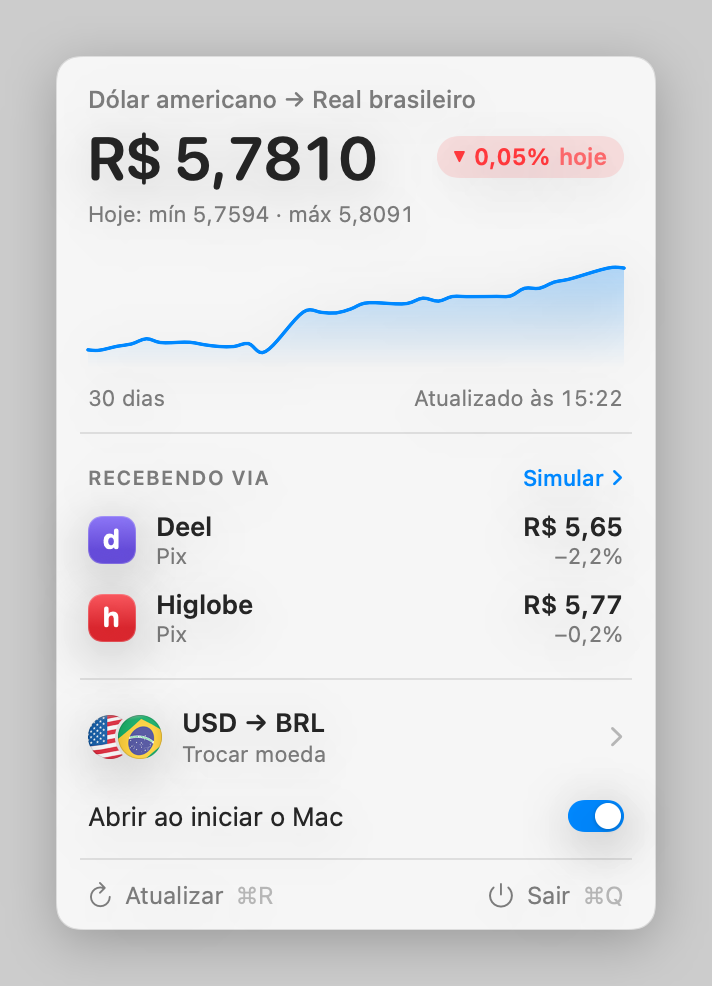 Dólar americano → Real brasileiro
R$ 5,7810
▼ 0,05% hoje
Hoje: mín 5,7594 · máx 5,8091
30 dias
Atualizado às 15:22
RECEBENDO VIA
Simular >
d
Deel
R$ 5,65
Pix
−2,2%
h
Higlobe
R$ 5,77
Pix
−0,2%
USD → BRL
Trocar moeda
Abrir ao iniciar o Mac
Atualizar ⌘R
Sair ⌘Q